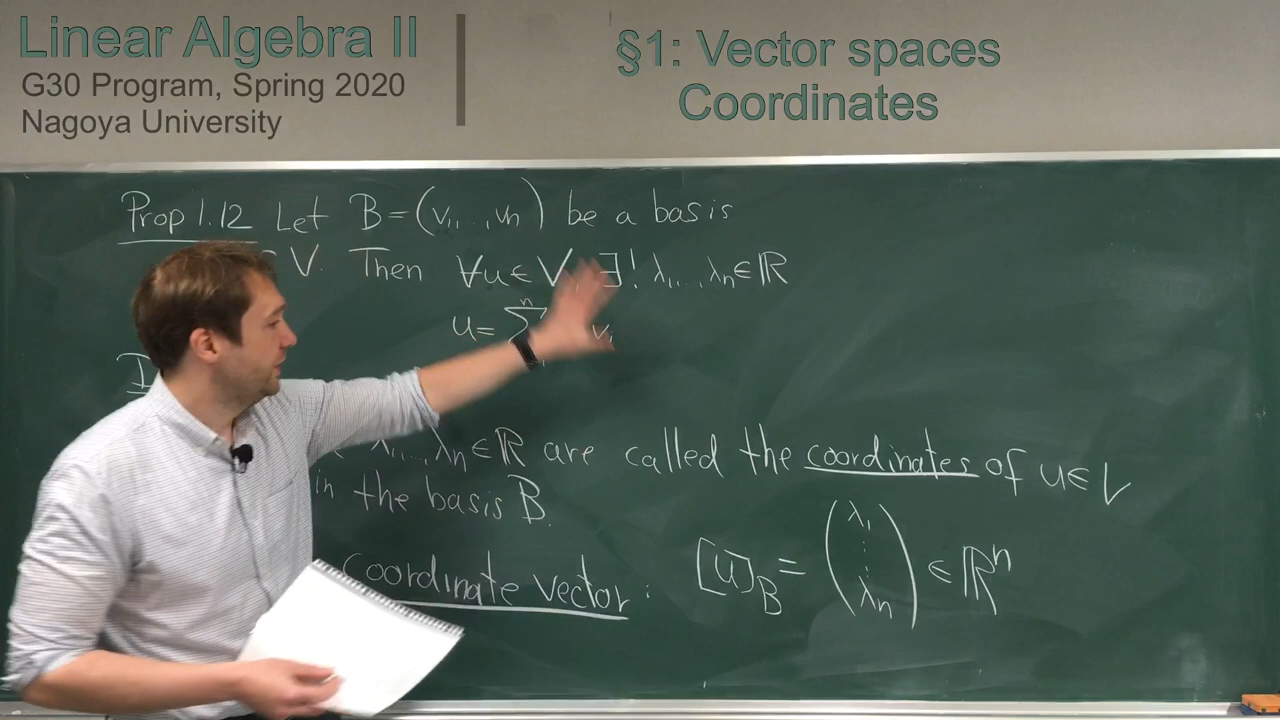 Linear Algebra II
G30 Program, Spring 2020
Nagoya University
§1: Vector spaces
Coordinates
Prop 1.12 Let B=(v₁,...,vₙ) be a basis
V. Then ∀u∈V, ∃! λ₁,...,λₙ∈ℝ
u= ∑ vᵢ
λ₁,...,λₙ∈ℝ are called the coordinates of u∈V
in the basis B.
Coordinate vector: [u]_B = (λ₁ ⋮ λₙ) ∈ℝⁿ